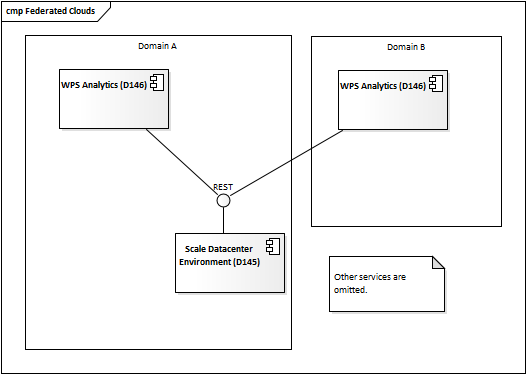 cmp Federated Clouds
Domain A
Domain B
WPS Analytics (D146)
WPS Analytics (D146)
REST
Scale Datacenter
Environment (D145)
Other services are
omitted.